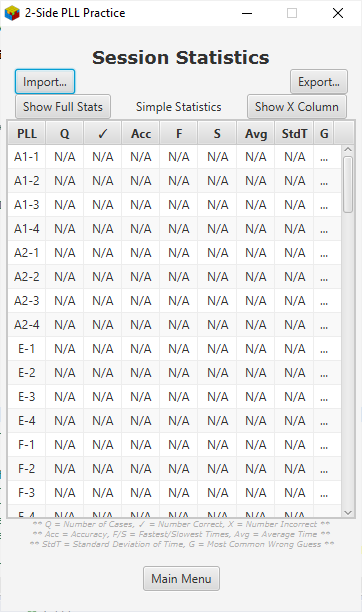 2-Side PLL Practice
Session Statistics
Import... Export...
Show Full Stats Simple Statistics Show X Column
PLL Q ✓ Acc F S Avg StdT G
A1-1 N/A N/A N/A N/A N/A N/A N/A ...
A1-2 N/A N/A N/A N/A N/A N/A N/A ...
A1-3 N/A N/A N/A N/A N/A N/A N/A ...
A1-4 N/A N/A N/A N/A N/A N/A N/A ...
A2-1 N/A N/A N/A N/A N/A N/A N/A ...
A2-2 N/A N/A N/A N/A N/A N/A N/A ...
A2-3 N/A N/A N/A N/A N/A N/A N/A ...
A2-4 N/A N/A N/A N/A N/A N/A N/A ...
E-1 N/A N/A N/A N/A N/A N/A N/A ...
E-2 N/A N/A N/A N/A N/A N/A N/A ...
E-3 N/A N/A N/A N/A N/A N/A N/A ...
E-4 N/A N/A N/A N/A N/A N/A N/A ...
F-1 N/A N/A N/A N/A N/A N/A N/A ...
F-2 N/A N/A N/A N/A N/A N/A N/A ...
F-3 N/A N/A N/A N/A N/A N/A N/A ...
F-4 N/A N/A N/A N/A N/A N/A N/A ...
** Q = Number of Cases, ✓ = Number Correct, X = Number Incorrect **
** Acc = Accuracy, F/S = Fastest/Slowest Times, Avg = Average Time **
** StdT = Standard Deviation of Time, G = Most Common Wrong Guess **
Main Menu